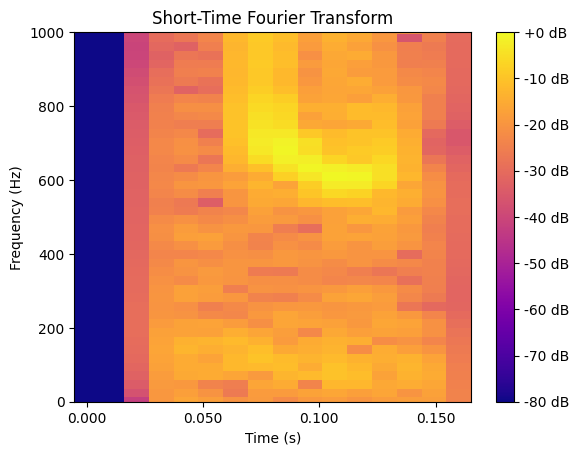 Short-Time Fourier Transform
Frequency (Hz)
1000
800
600
400
200
0
0.000
0.050
0.100
0.150
Time (s)
+0 dB
-10 dB
-20 dB
-30 dB
-40 dB
-50 dB
-60 dB
-70 dB
-80 dB